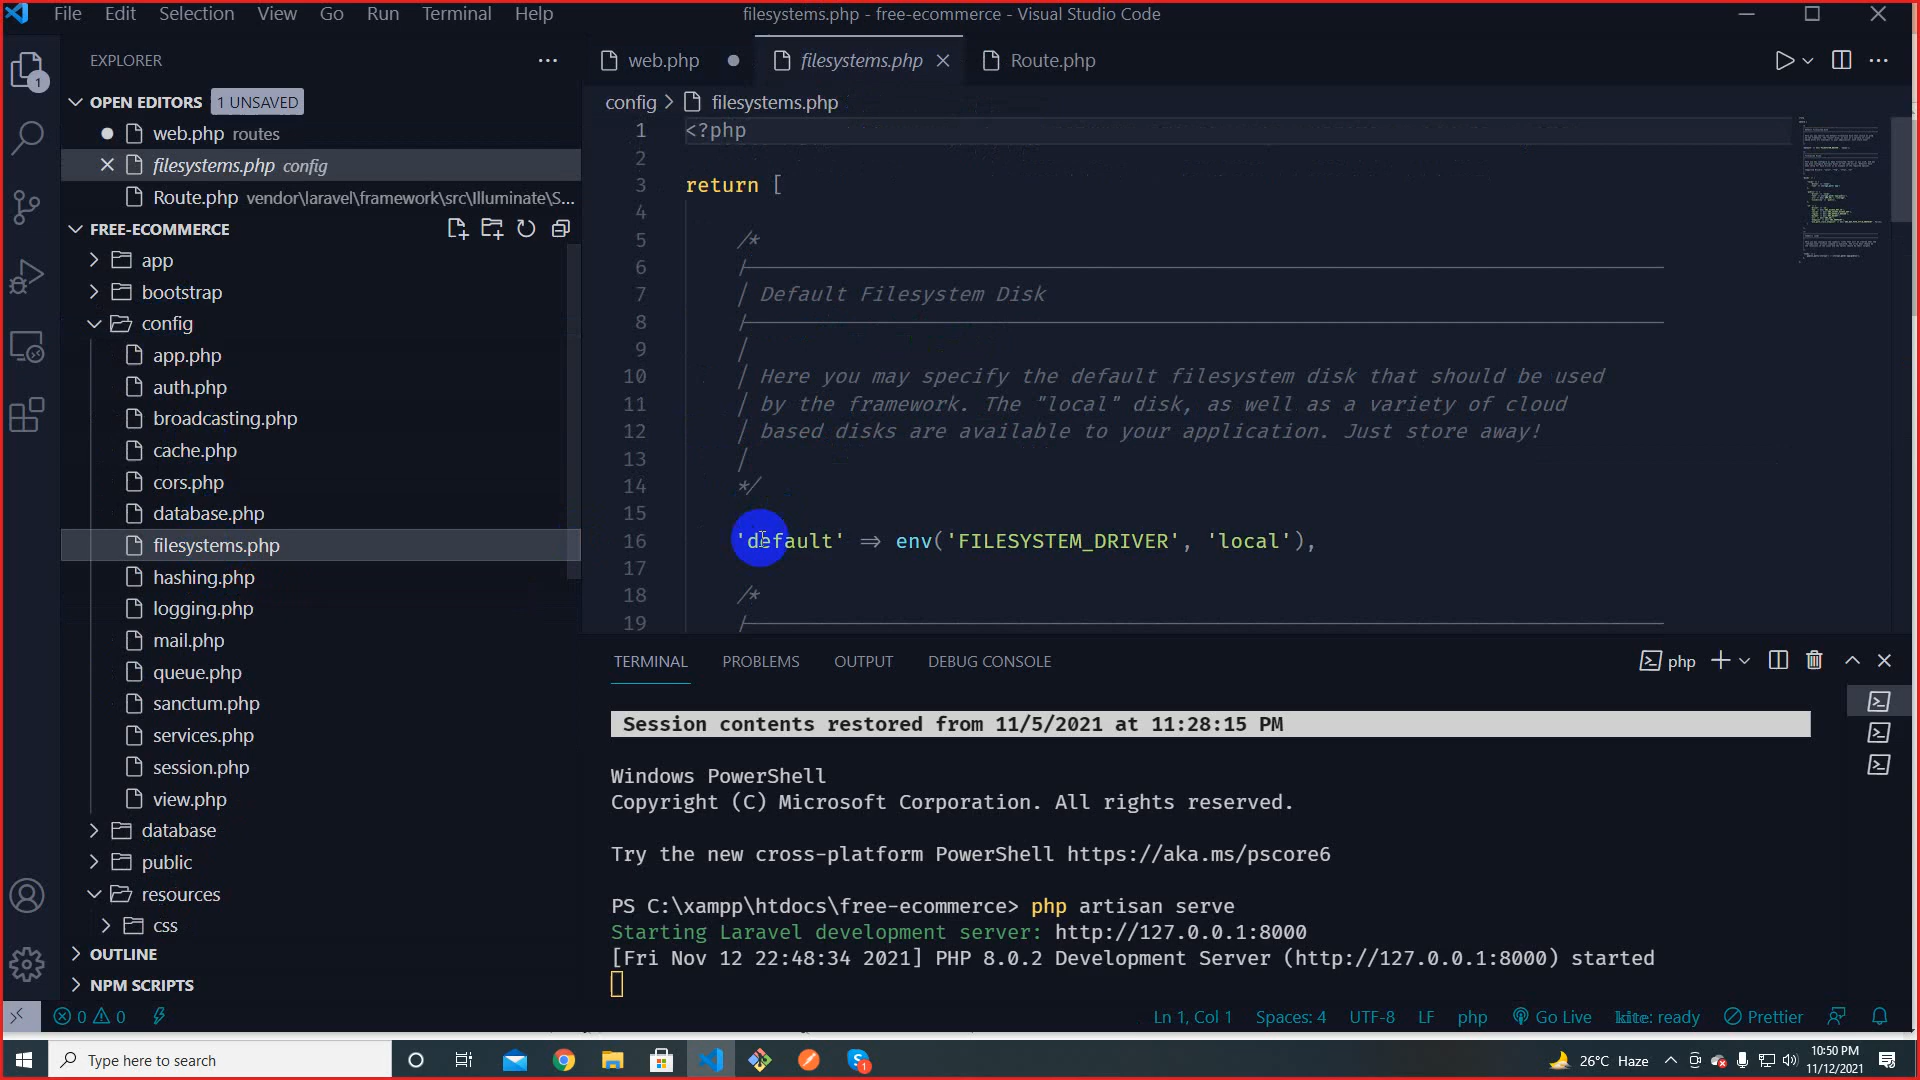 File Edit Selection View Go Run Terminal Help
filesystems.php - free-ecommerce - Visual Studio Code
EXPLORER
OPEN EDITORS 1 UNSAVED
web.php routes
filesystems.php config
Route.php vendor\laravel\framework\src\Illuminate\S...
FREE-ECOMMERCE
app
bootstrap
config
app.php
auth.php
broadcasting.php
cache.php
cors.php
database.php
filesystems.php
hashing.php
logging.php
mail.php
queue.php
sanctum.php
services.php
session.php
view.php
database
public
resources
css
OUTLINE
NPM SCRIPTS
1
web.php
filesystems.php
Route.php
config > filesystems.php
1 <?php
2
3 return [
4
5 /*
6 |
7 | Default Filesystem Disk
8 |
9 |
10 | Here you may specify the default filesystem disk that should be used
11 | by the framework. The "local" disk, as well as a variety of cloud
12 | based disks are available to your application. Just store away!
13 |
14 */
15
16 'default' => env('FILESYSTEM_DRIVER', 'local'),
17
18 /*
19 |
TERMINAL PROBLEMS OUTPUT DEBUG CONSOLE
php
Session contents restored from 11/5/2021 at 11:28:15 PM
Windows PowerShell
Copyright (C) Microsoft Corporation. All rights reserved.
Try the new cross-platform PowerShell https://aka.ms/pscore6
PS C:\xampp\htdocs\free-ecommerce> php artisan serve
Starting Laravel development server: http://127.0.0.1:8000
[Fri Nov 12 22:48:34 2021] PHP 8.0.2 Development Server (http://127.0.0.1:8000) started
0 0 Ln 1, Col 1 Spaces: 4 UTF-8 LF php Go Live kite: ready Prettier
Type here to search
1
26°C Haze
10:50 PM
11/12/2021